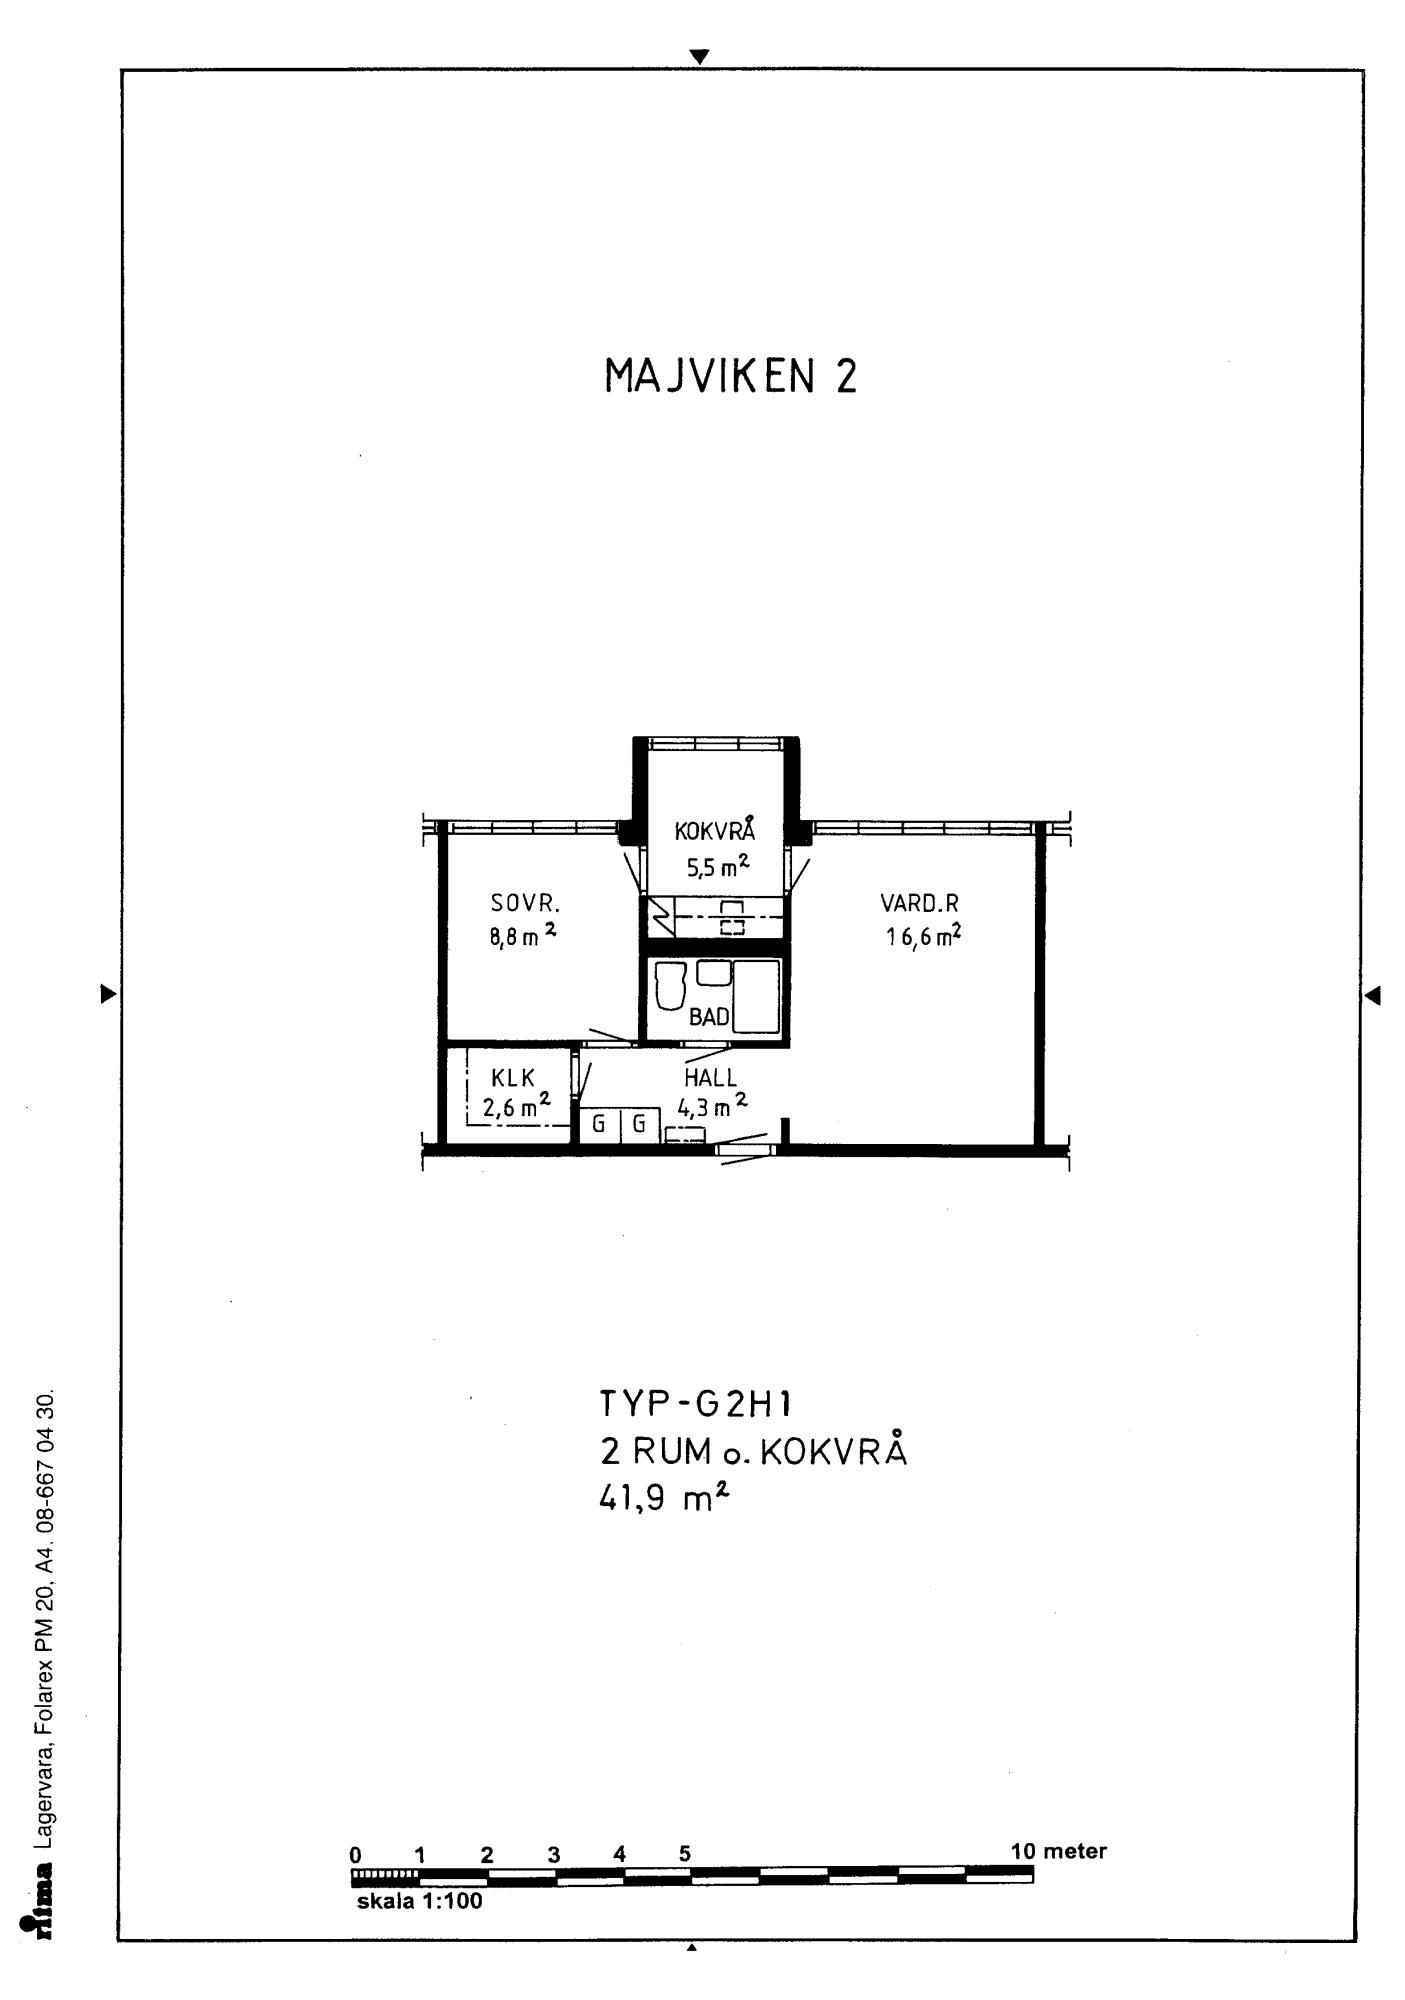 MAJVIKEN 2
KOKVRÅ
5,5 m²
SOVR.
8,8 m²
VARD.R
16,6 m²
BAD
KLK
2,6 m²
HALL
4,3 m²
G G
TYP-G2H1
2 RUM o. KOKVRÅ
41,9 m²
0 1 2 3 4 5 10 meter
skala 1:100
ritma Lagervara, Folarex PM 20, A4. 08-667 04 30.